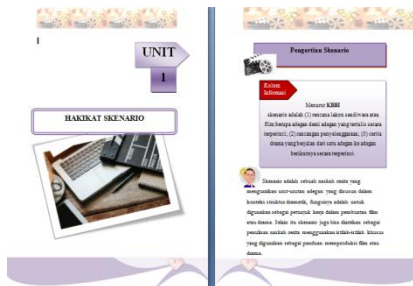 UNIT
1
HAKIKAT SKENARIO
Pengertian Skenario
Kolom
Informasi
Menurut KBBI
skenario adalah (1) rencana lakon sandiwara atau
film berupa adegan demi adegan yang tertulis secara
terperinci, (2) rancangan penyelenggaraan, (3) cerita
drama yang berjalan dari satu adegan ke adegan
berikutnya secara terperinci.
Skenario adalah sebuah naskah cerita yang
menguraikan urut-urutan adegan yang disusun dalam
konteks struktur dramatik, fungsinya adalah untuk
digunakan sebagai petunjuk kerja dalam pembuatan film
atau drama. Selain itu skenario juga bisa diartikan sebagai
penulisan naskah cerita menggunakan istilah-istilah khusus
yang digunakan sebagai panduan memproduksi film atau
drama.